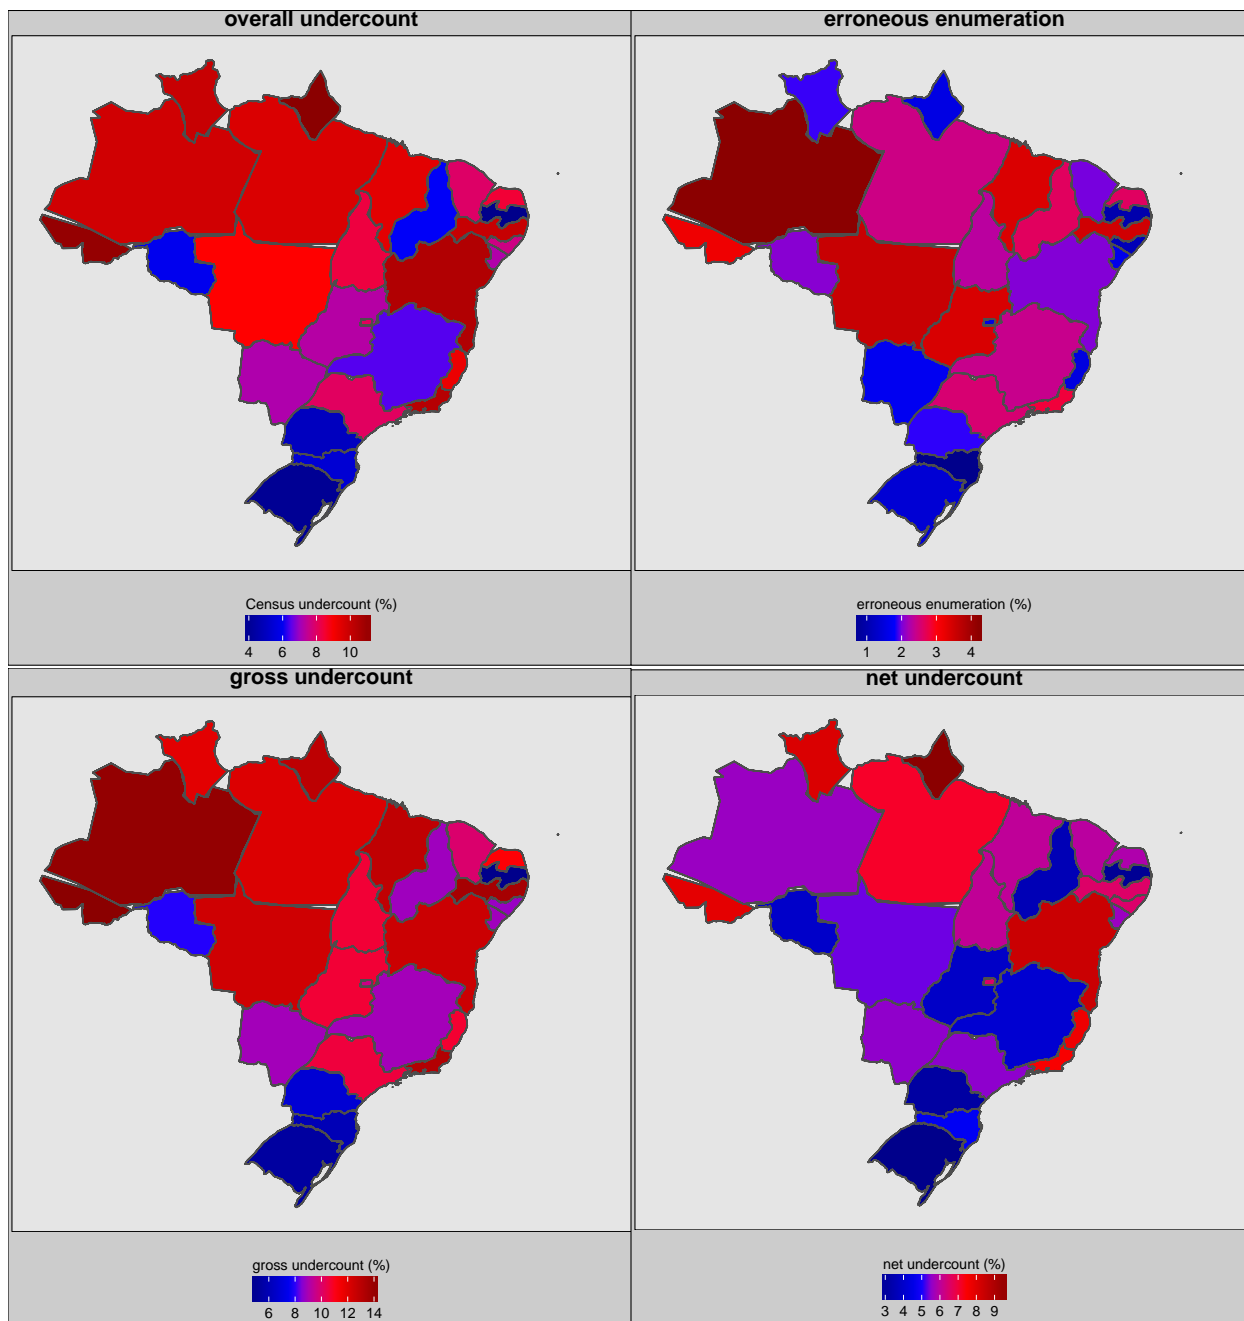 overall undercount
erroneous enumeration
Census undercount (%)
4 6 8 10
erroneous enumeration (%)
1 2 3 4
gross undercount
net undercount
gross undercount (%)
6 8 10 12 14
net undercount (%)
3 4 5 6 7 8 9